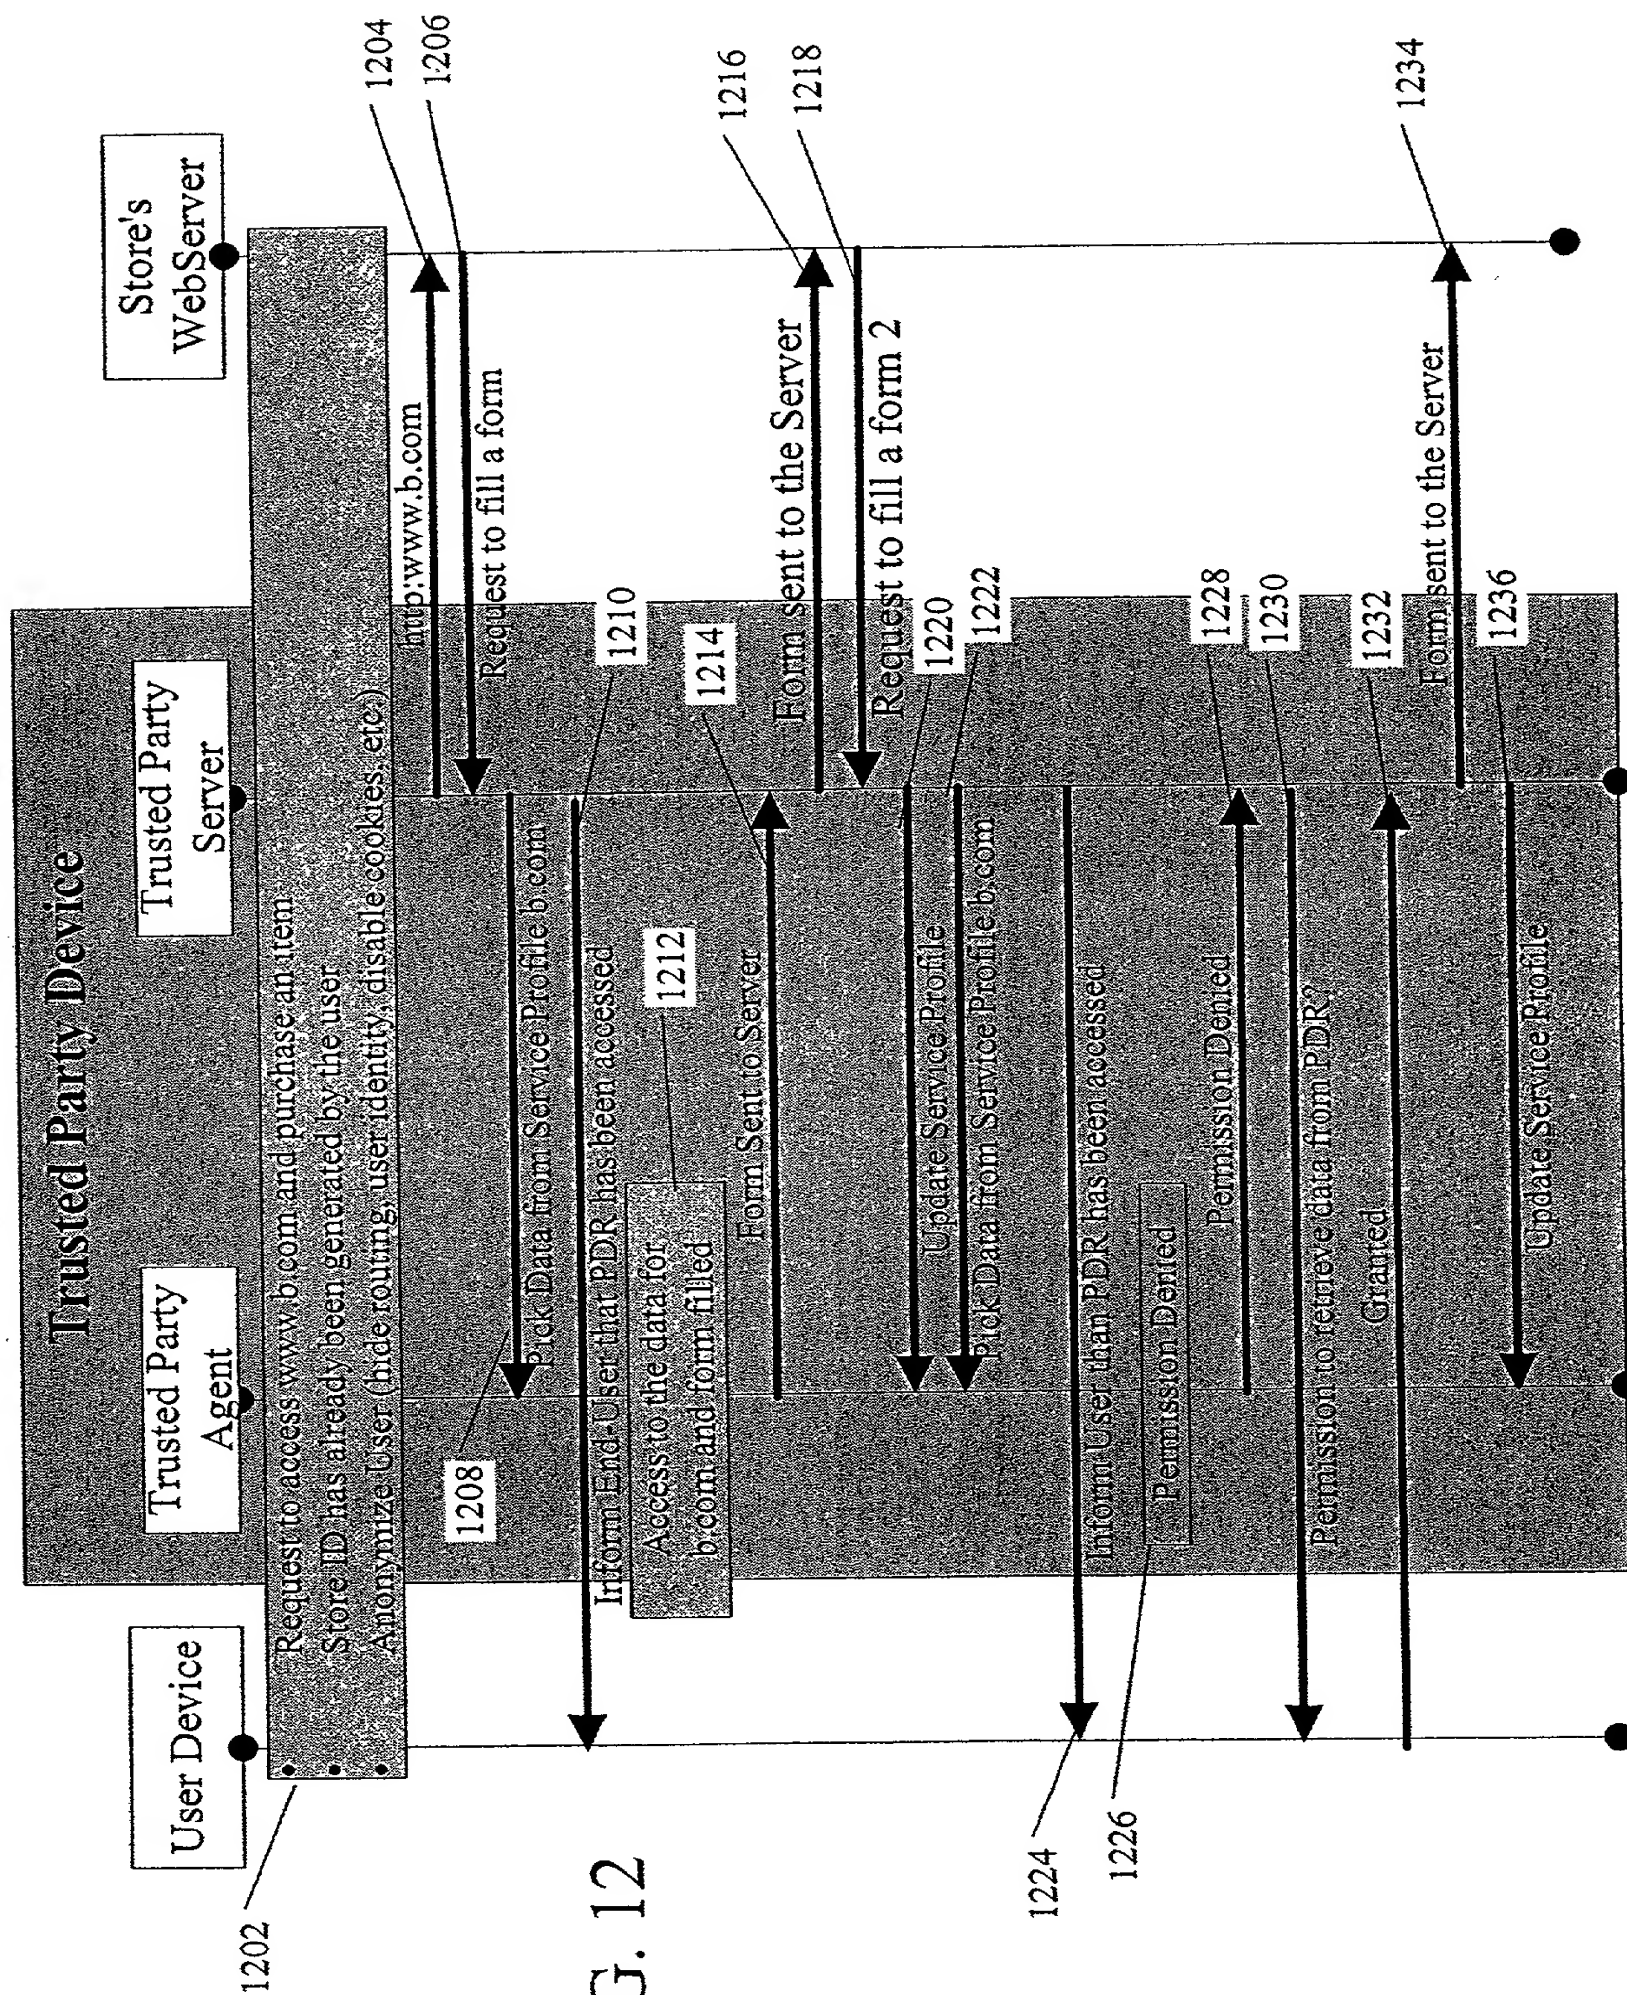 Trusted Party Device
User Device
Trusted Party
Agent
Trusted Party
Server
Store's
WebServer
1202
Request to access www.b.com and purchase an item
Store ID has already been generated by the user
Anonymize User (hide routing, user identity, disable cookies, etc.)
http:www.b.com
1204
Request to fill a form
1206
1208
Pick Data from Service Profile b.com
Inform End-User that PDR has been accessed
1210
Access to the data for
b.com and form filled
1212
Form Sent to Server
1214
Form sent to the Server
1216
Request to fill a form 2
1218
Update Service Profile
1220
Pick Data from Service Profile b.com
1222
Inform User than PDR has been accessed
1224
Permission Denied
1226
Permission Denied
1228
Permission to retrieve data from PDR?
1230
Granted
1232
Form sent to the Server
1234
Update Service Profile
1236
G. 12